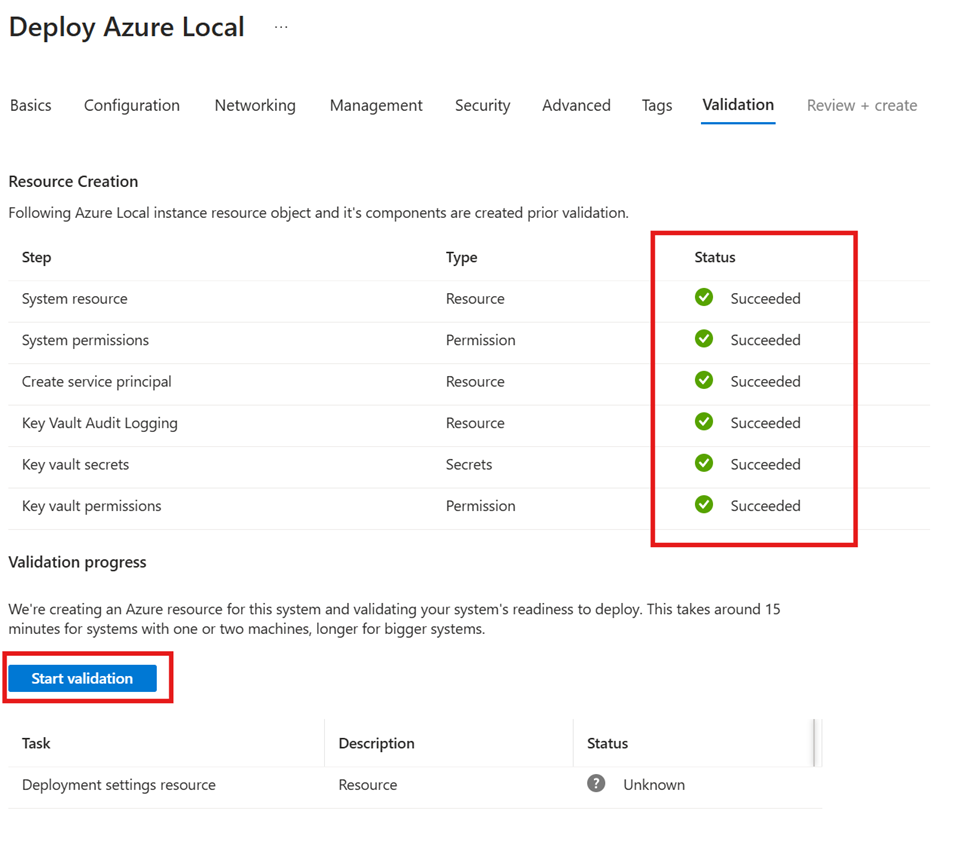 Deploy Azure Local ...
Basics Configuration Networking Management Security Advanced Tags Validation Review + create
Resource Creation
Following Azure Local instance resource object and it's components are created prior validation.
Step Type Status
System resource Resource Succeeded
System permissions Permission Succeeded
Create service principal Resource Succeeded
Key Vault Audit Logging Resource Succeeded
Key vault secrets Secrets Succeeded
Key vault permissions Permission Succeeded
Validation progress
We're creating an Azure resource for this system and validating your system's readiness to deploy. This takes around 15
minutes for systems with one or two machines, longer for bigger systems.
Start validation
Task Description Status
Deployment settings resource Resource ? Unknown